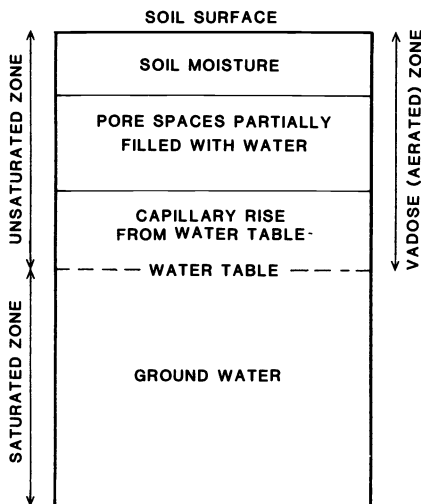 SOIL SURFACE
SOIL MOISTURE
PORE SPACES PARTIALLY
FILLED WITH WATER
CAPILLARY RISE
FROM WATER TABLE-
WATER TABLE
GROUND WATER
UNSATURATED ZONE
SATURATED ZONE
VADOSE (AERATED) ZONE